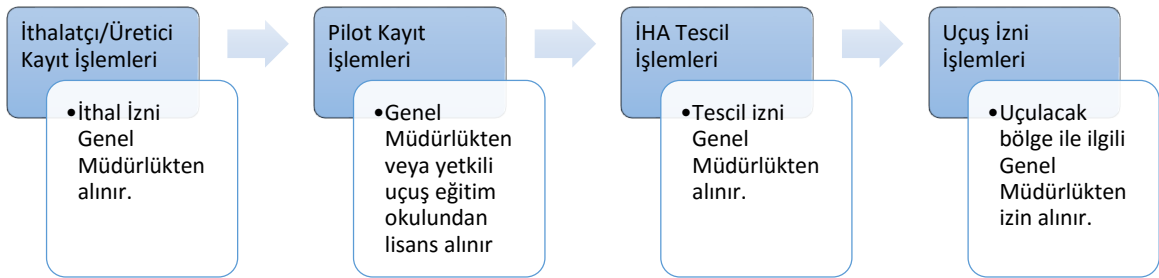 İthalatçı/Üretici
Kayıt İşlemleri
•İthal İzni
Genel
Müdürlükten
alınır.
Pilot Kayıt
İşlemleri
•Genel
Müdürlükten
veya yetkili
uçuş eğitim
okulundan
lisans alınır
İHA Tescil
İşlemleri
•Tescil izni
Genel
Müdürlükten
alınır.
Uçuş İzni
İşlemleri
•Uçulacak
bölge ile ilgili
Genel
Müdürlükten
izin alınır.